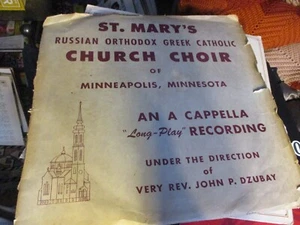 ST. MARY'S
RUSSIAN ORTHODOX GREEK CATHOLIC
CHURCH CHOIR
OF
MINNEAPOLIS, MINNESOTA
AN A CAPPELLA
"Long-Play" RECORDING
UNDER THE DIRECTION
of
VERY REV. JOHN P. DZUBAY